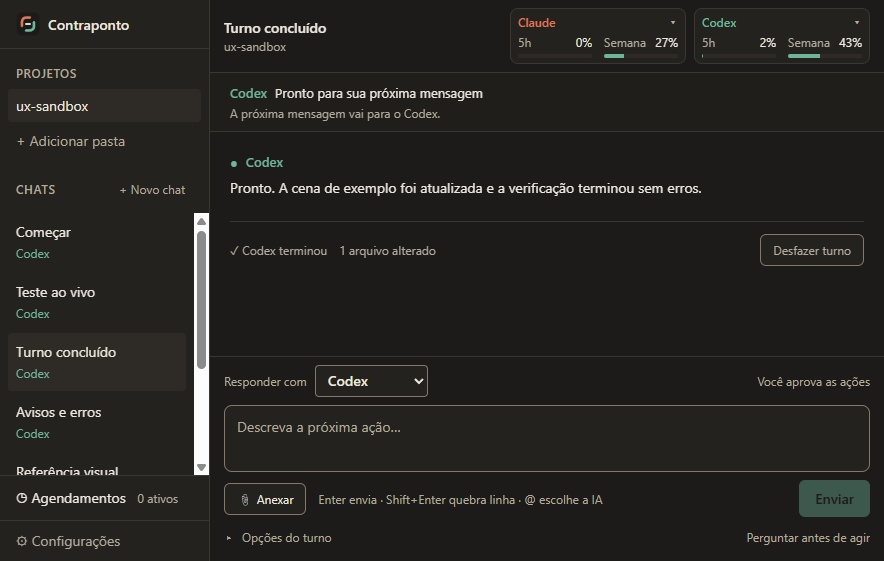 Contraponto
PROJETOS
ux-sandbox
+ Adicionar pasta
CHATS
+ Novo chat
Começar
Codex
Teste ao vivo
Codex
Turno concluído
Codex
Avisos e erros
Codex
Referência visual
Agendamentos 0 ativos
Configurações
Turno concluído
ux-sandbox
Claude
5h 0% Semana 27%
Codex
5h 2% Semana 43%
Codex Pronto para sua próxima mensagem
A próxima mensagem vai para o Codex.
Codex
Pronto. A cena de exemplo foi atualizada e a verificação terminou sem erros.
✓ Codex terminou 1 arquivo alterado
Desfazer turno
Responder com Codex
Você aprova as ações
Descreva a próxima ação...
Anexar
Enter envia · Shift+Enter quebra linha · @ escolhe a IA
Enviar
Opções do turno
Perguntar antes de agir